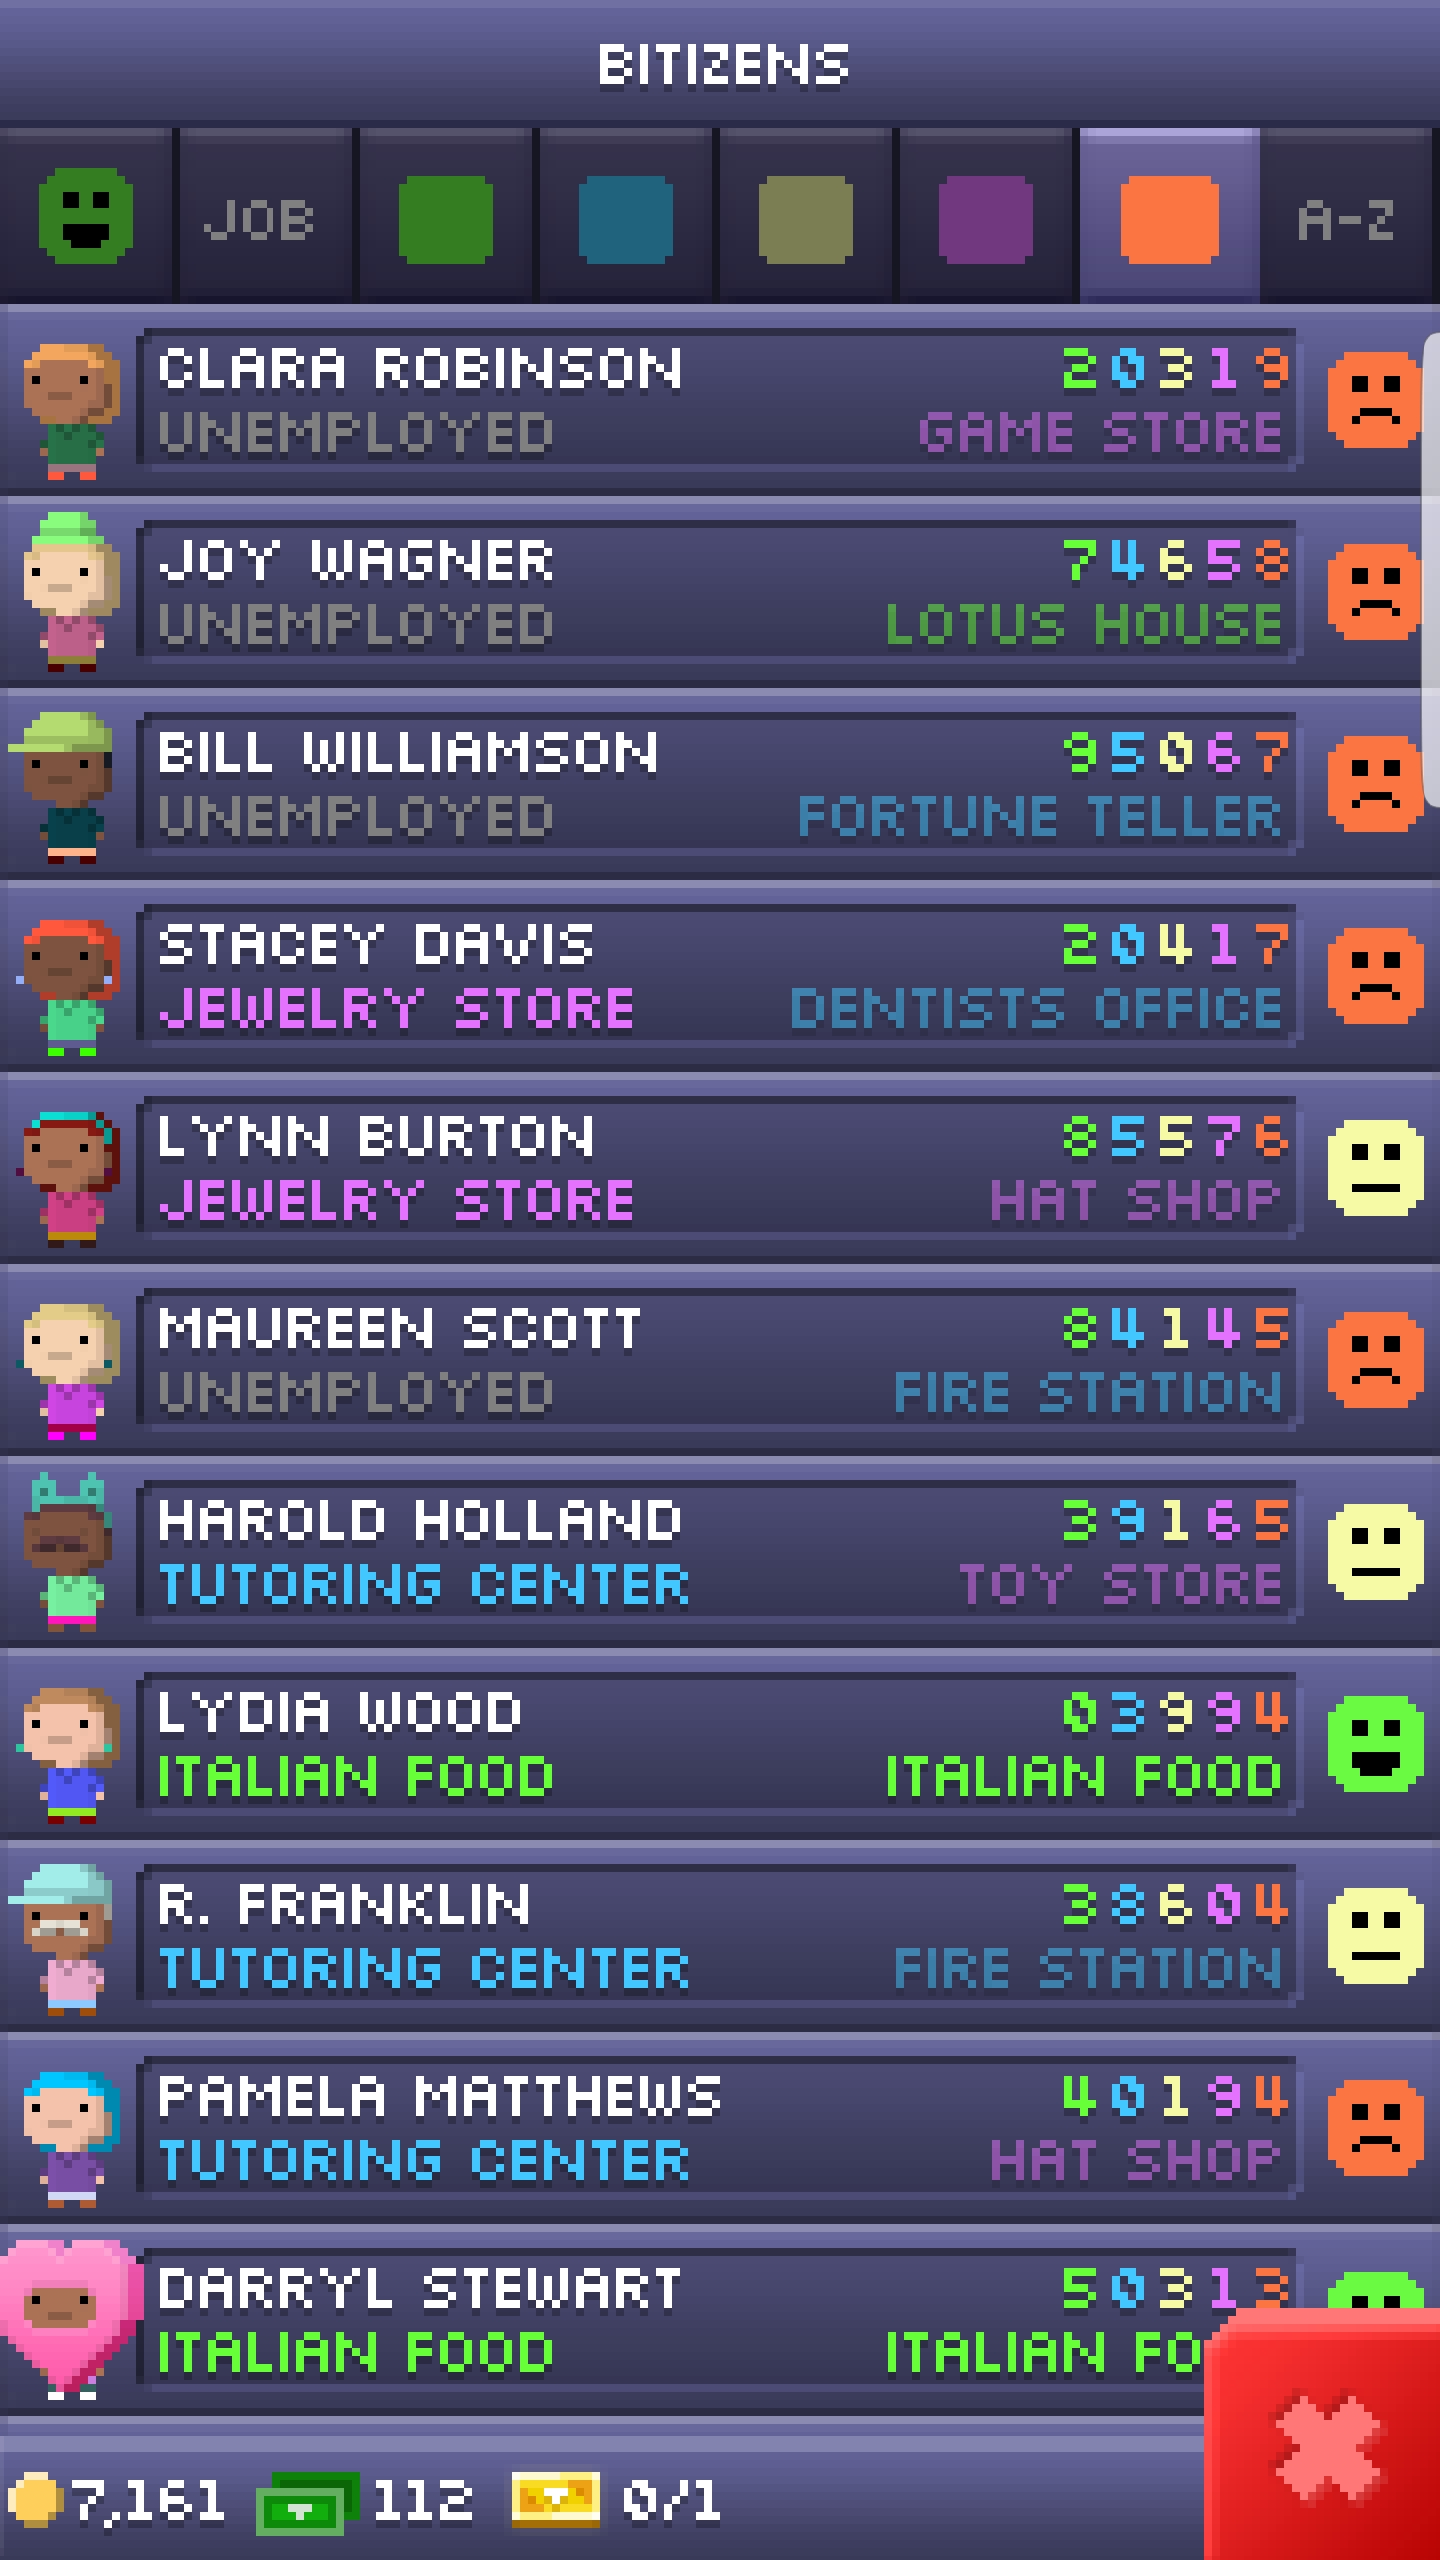 BITIZENS
JOB A-Z
CLARA ROBINSON 20319
UNEMPLOYED GAME STORE
JOY WAGNER 74658
UNEMPLOYED LOTUS HOUSE
BILL WILLIAMSON 95067
UNEMPLOYED FORTUNE TELLER
STACEY DAVIS 20417
JEWELRY STORE DENTISTS OFFICE
LYNN BURTON 85576
JEWELRY STORE HAT SHOP
MAUREEN SCOTT 84145
UNEMPLOYED FIRE STATION
HAROLD HOLLAND 39165
TUTORING CENTER TOY STORE
LYDIA WOOD 03994
ITALIAN FOOD ITALIAN FOOD
R. FRANKLIN 38604
TUTORING CENTER FIRE STATION
PAMELA MATTHEWS 40194
TUTORING CENTER HAT SHOP
DARRYL STEWART 50313
ITALIAN FOOD ITALIAN FO
7,161 112 0/1